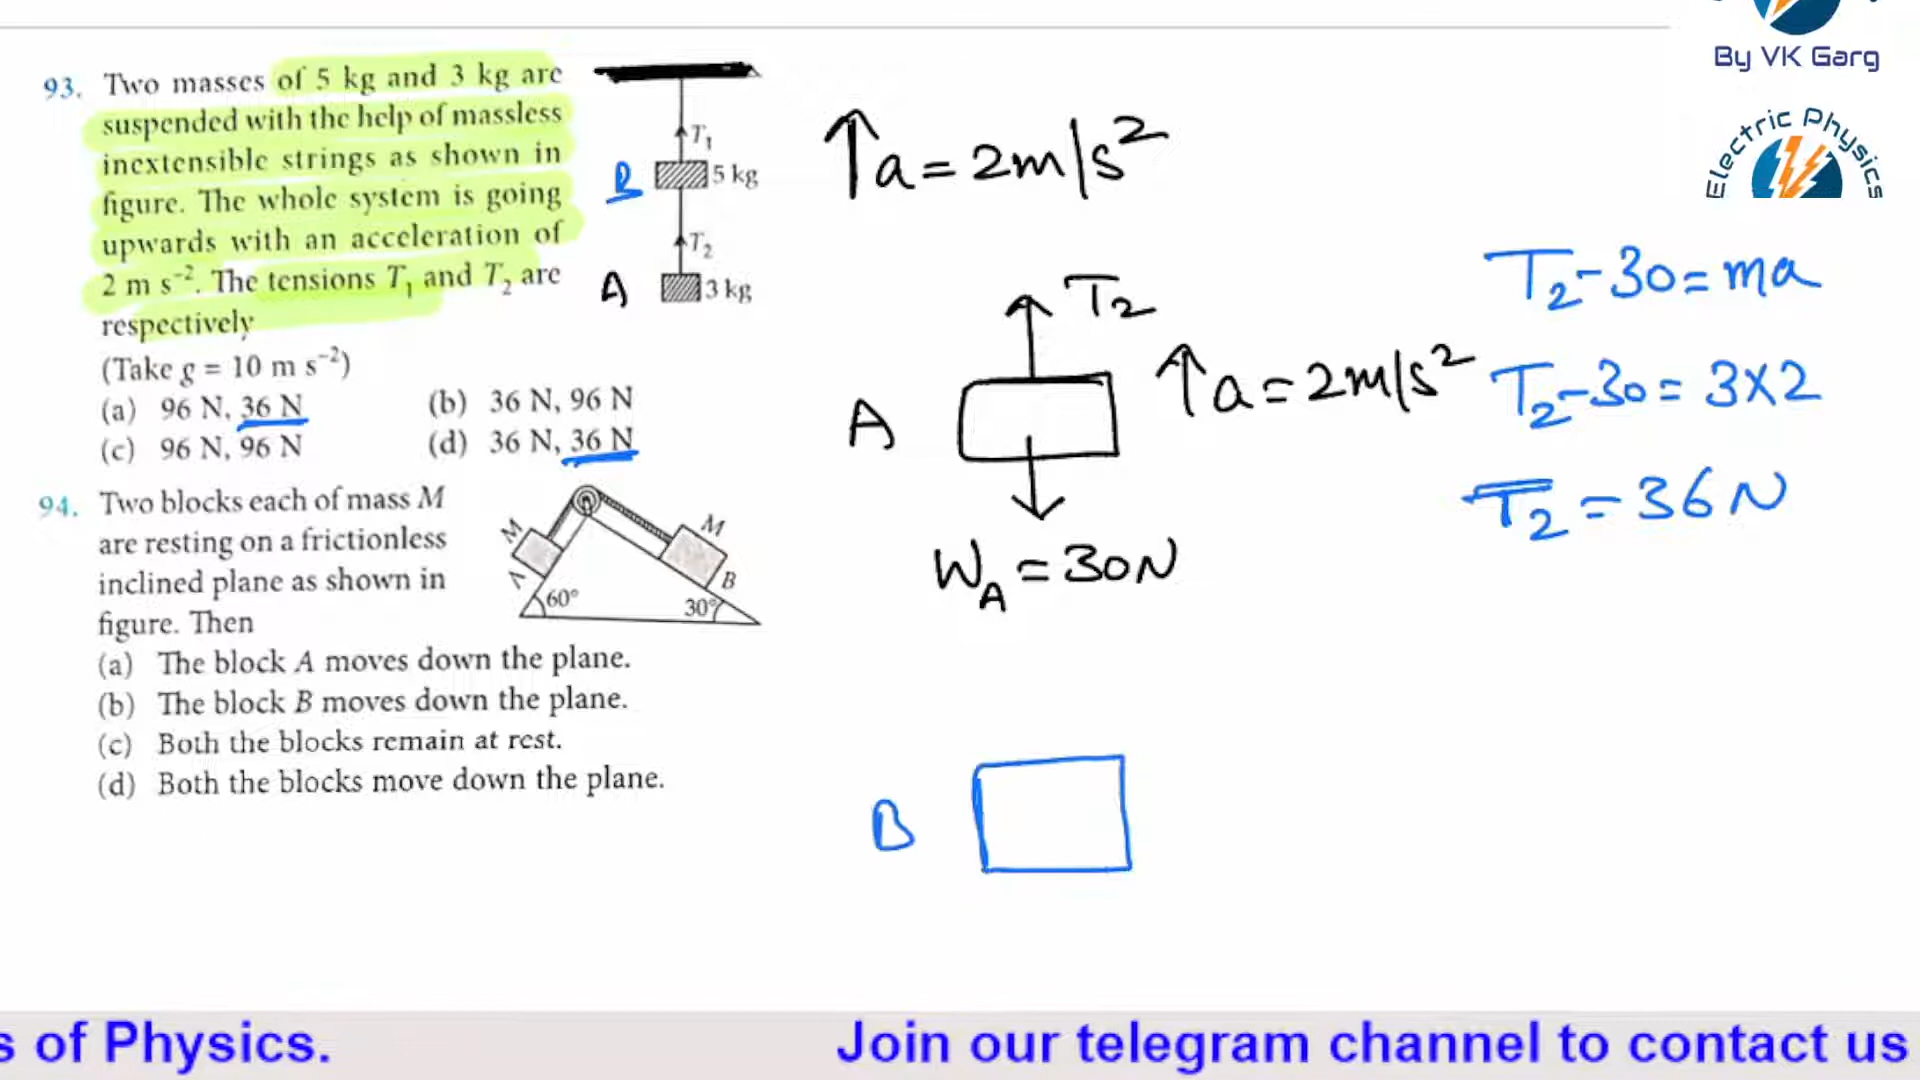 By VK Garg
Electric Physics
93. Two masses of 5 kg and 3 kg are
suspended with the help of massless
inextensible strings as shown in
figure. The whole system is going
upwards with an acceleration of
2 m s⁻². The tensions T₁ and T₂ are
respectively
(Take g = 10 m s⁻²)
(a) 96 N, 36 N (b) 36 N, 96 N
(c) 96 N, 96 N (d) 36 N, 36 N
T₁
B 5 kg
T₂
A 3 kg
↑a = 2m/s²
T₂
A ↑a = 2m/s²
W_A = 30N
T₂-30 = ma
T₂-30 = 3×2
T₂ = 36N
94. Two blocks each of mass M
are resting on a frictionless
inclined plane as shown in
figure. Then
M M
A B
60° 30°
(a) The block A moves down the plane.
(b) The block B moves down the plane.
(c) Both the blocks remain at rest.
(d) Both the blocks move down the plane.
B
s of Physics. Join our telegram channel to contact us